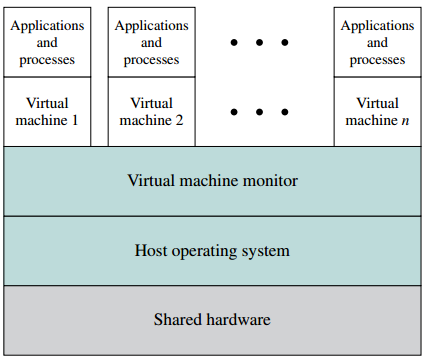 Applications
and
processes
Applications
and
processes
• • •
Applications
and
processes
Virtual
machine 1
Virtual
machine 2
• • •
Virtual
machine n
Virtual machine monitor
Host operating system
Shared hardware